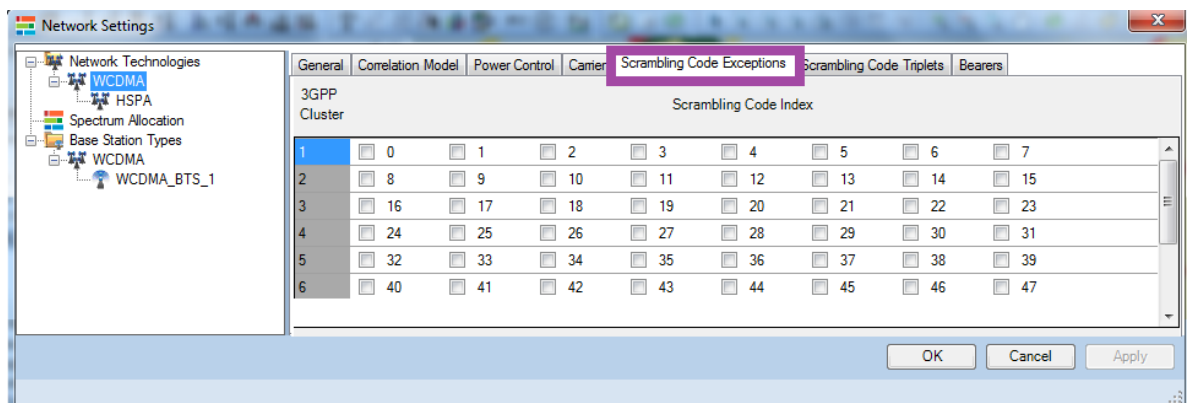 Network Settings
Network Technologies
WCDMA
HSPA
Spectrum Allocation
Base Station Types
WCDMA
WCDMA_BTS_1
General Correlation Model Power Control Carrier Scrambling Code Exceptions Scrambling Code Triplets Bearers
3GPP
Cluster
Scrambling Code Index
1 0 1 2 3 4 5 6 7
2 8 9 10 11 12 13 14 15
3 16 17 18 19 20 21 22 23
4 24 25 26 27 28 29 30 31
5 32 33 34 35 36 37 38 39
6 40 41 42 43 44 45 46 47
OK Cancel Apply